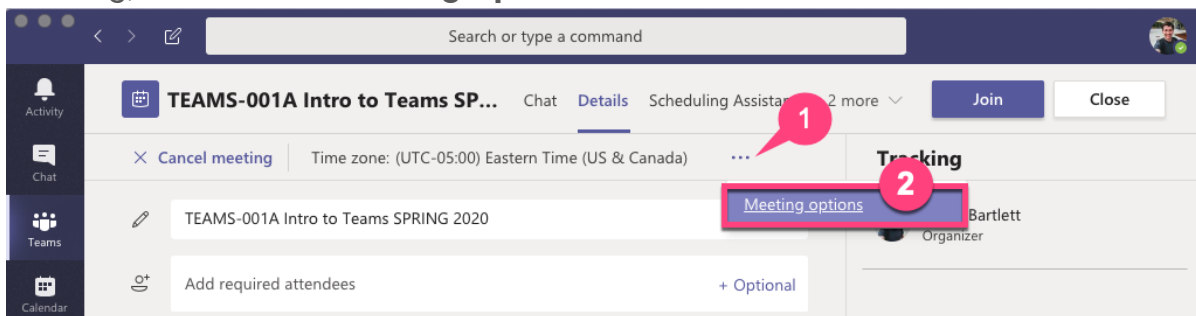 Search or type a command
Activity
TEAMS-001A Intro to Teams SP... Chat Details Scheduling 2 more Join Close
1
Chat
Cancel meeting Time zone: (UTC-05:00) Eastern Time (US & Canada) ... Tracking
2
Teams
TEAMS-001A Intro to Teams SPRING 2020
Meeting options
Bartlett
Organizer
Calendar
Add required attendees + Optional